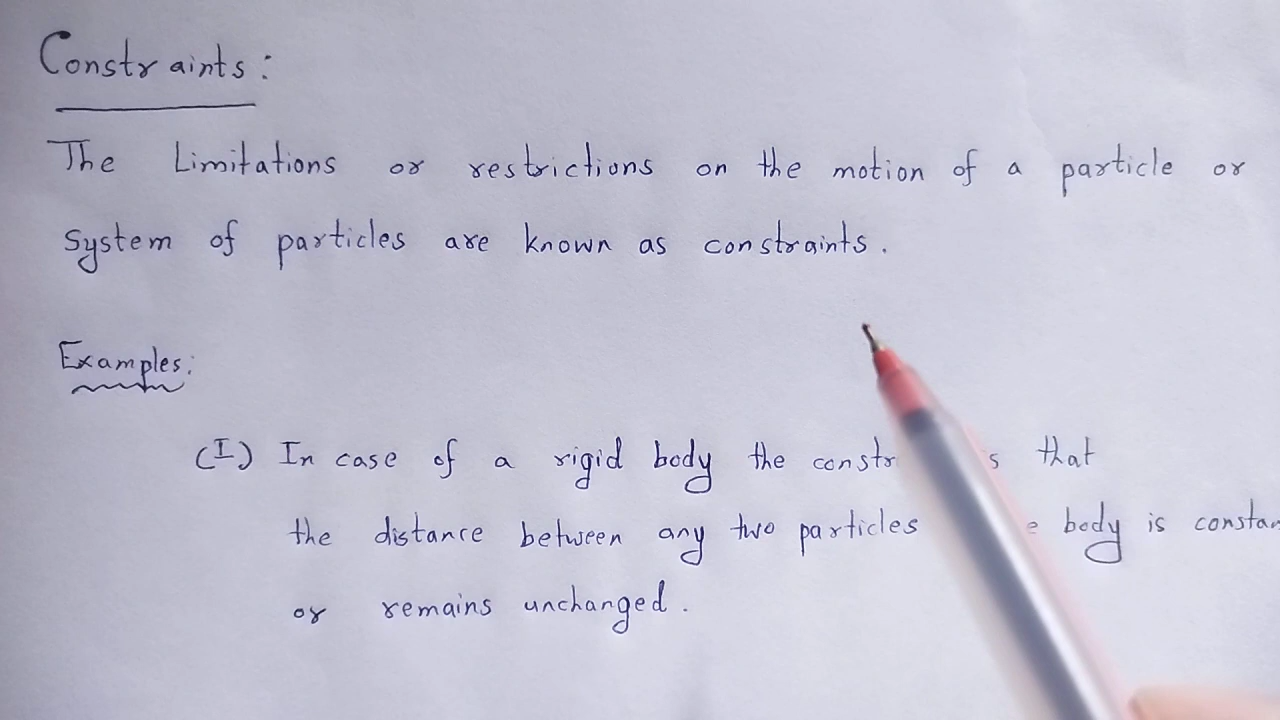 Constraints:
The Limitations or restrictions on the motion of a particle or
system of particles are known as constraints.
Examples:
(I) In case of a rigid body the that
the distance between any two particles body is
or remains unchanged.